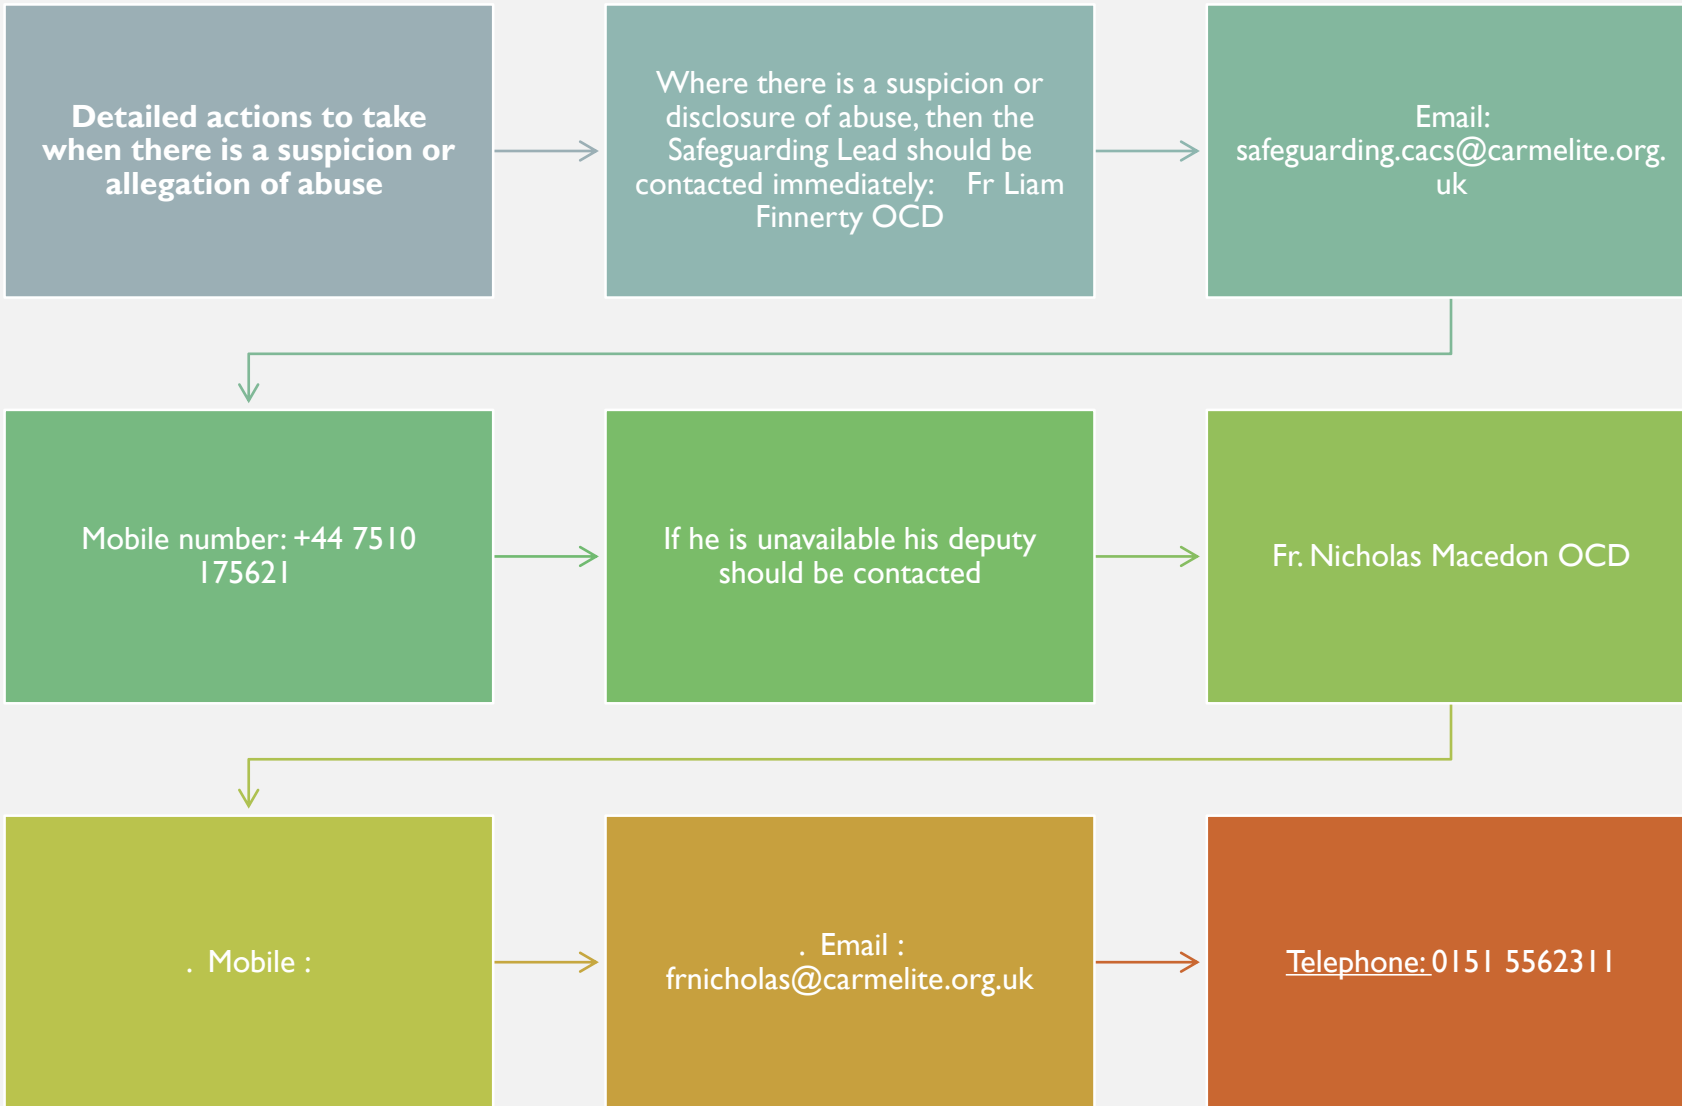 Detailed actions to take
when there is a suspicion or
allegation of abuse
Where there is a suspicion or
disclosure of abuse, then the
Safeguarding Lead should be
contacted immediately:    Fr Liam
Finnerty OCD
Email:
safeguarding.cacs@carmelite.org.
uk
Mobile number: +44 7510
175621
If he is unavailable his deputy
should be contacted
Fr. Nicholas Macedon OCD
.  Mobile :
.  Email :
frnicholas@carmelite.org.uk
Telephone: 0151 5562311